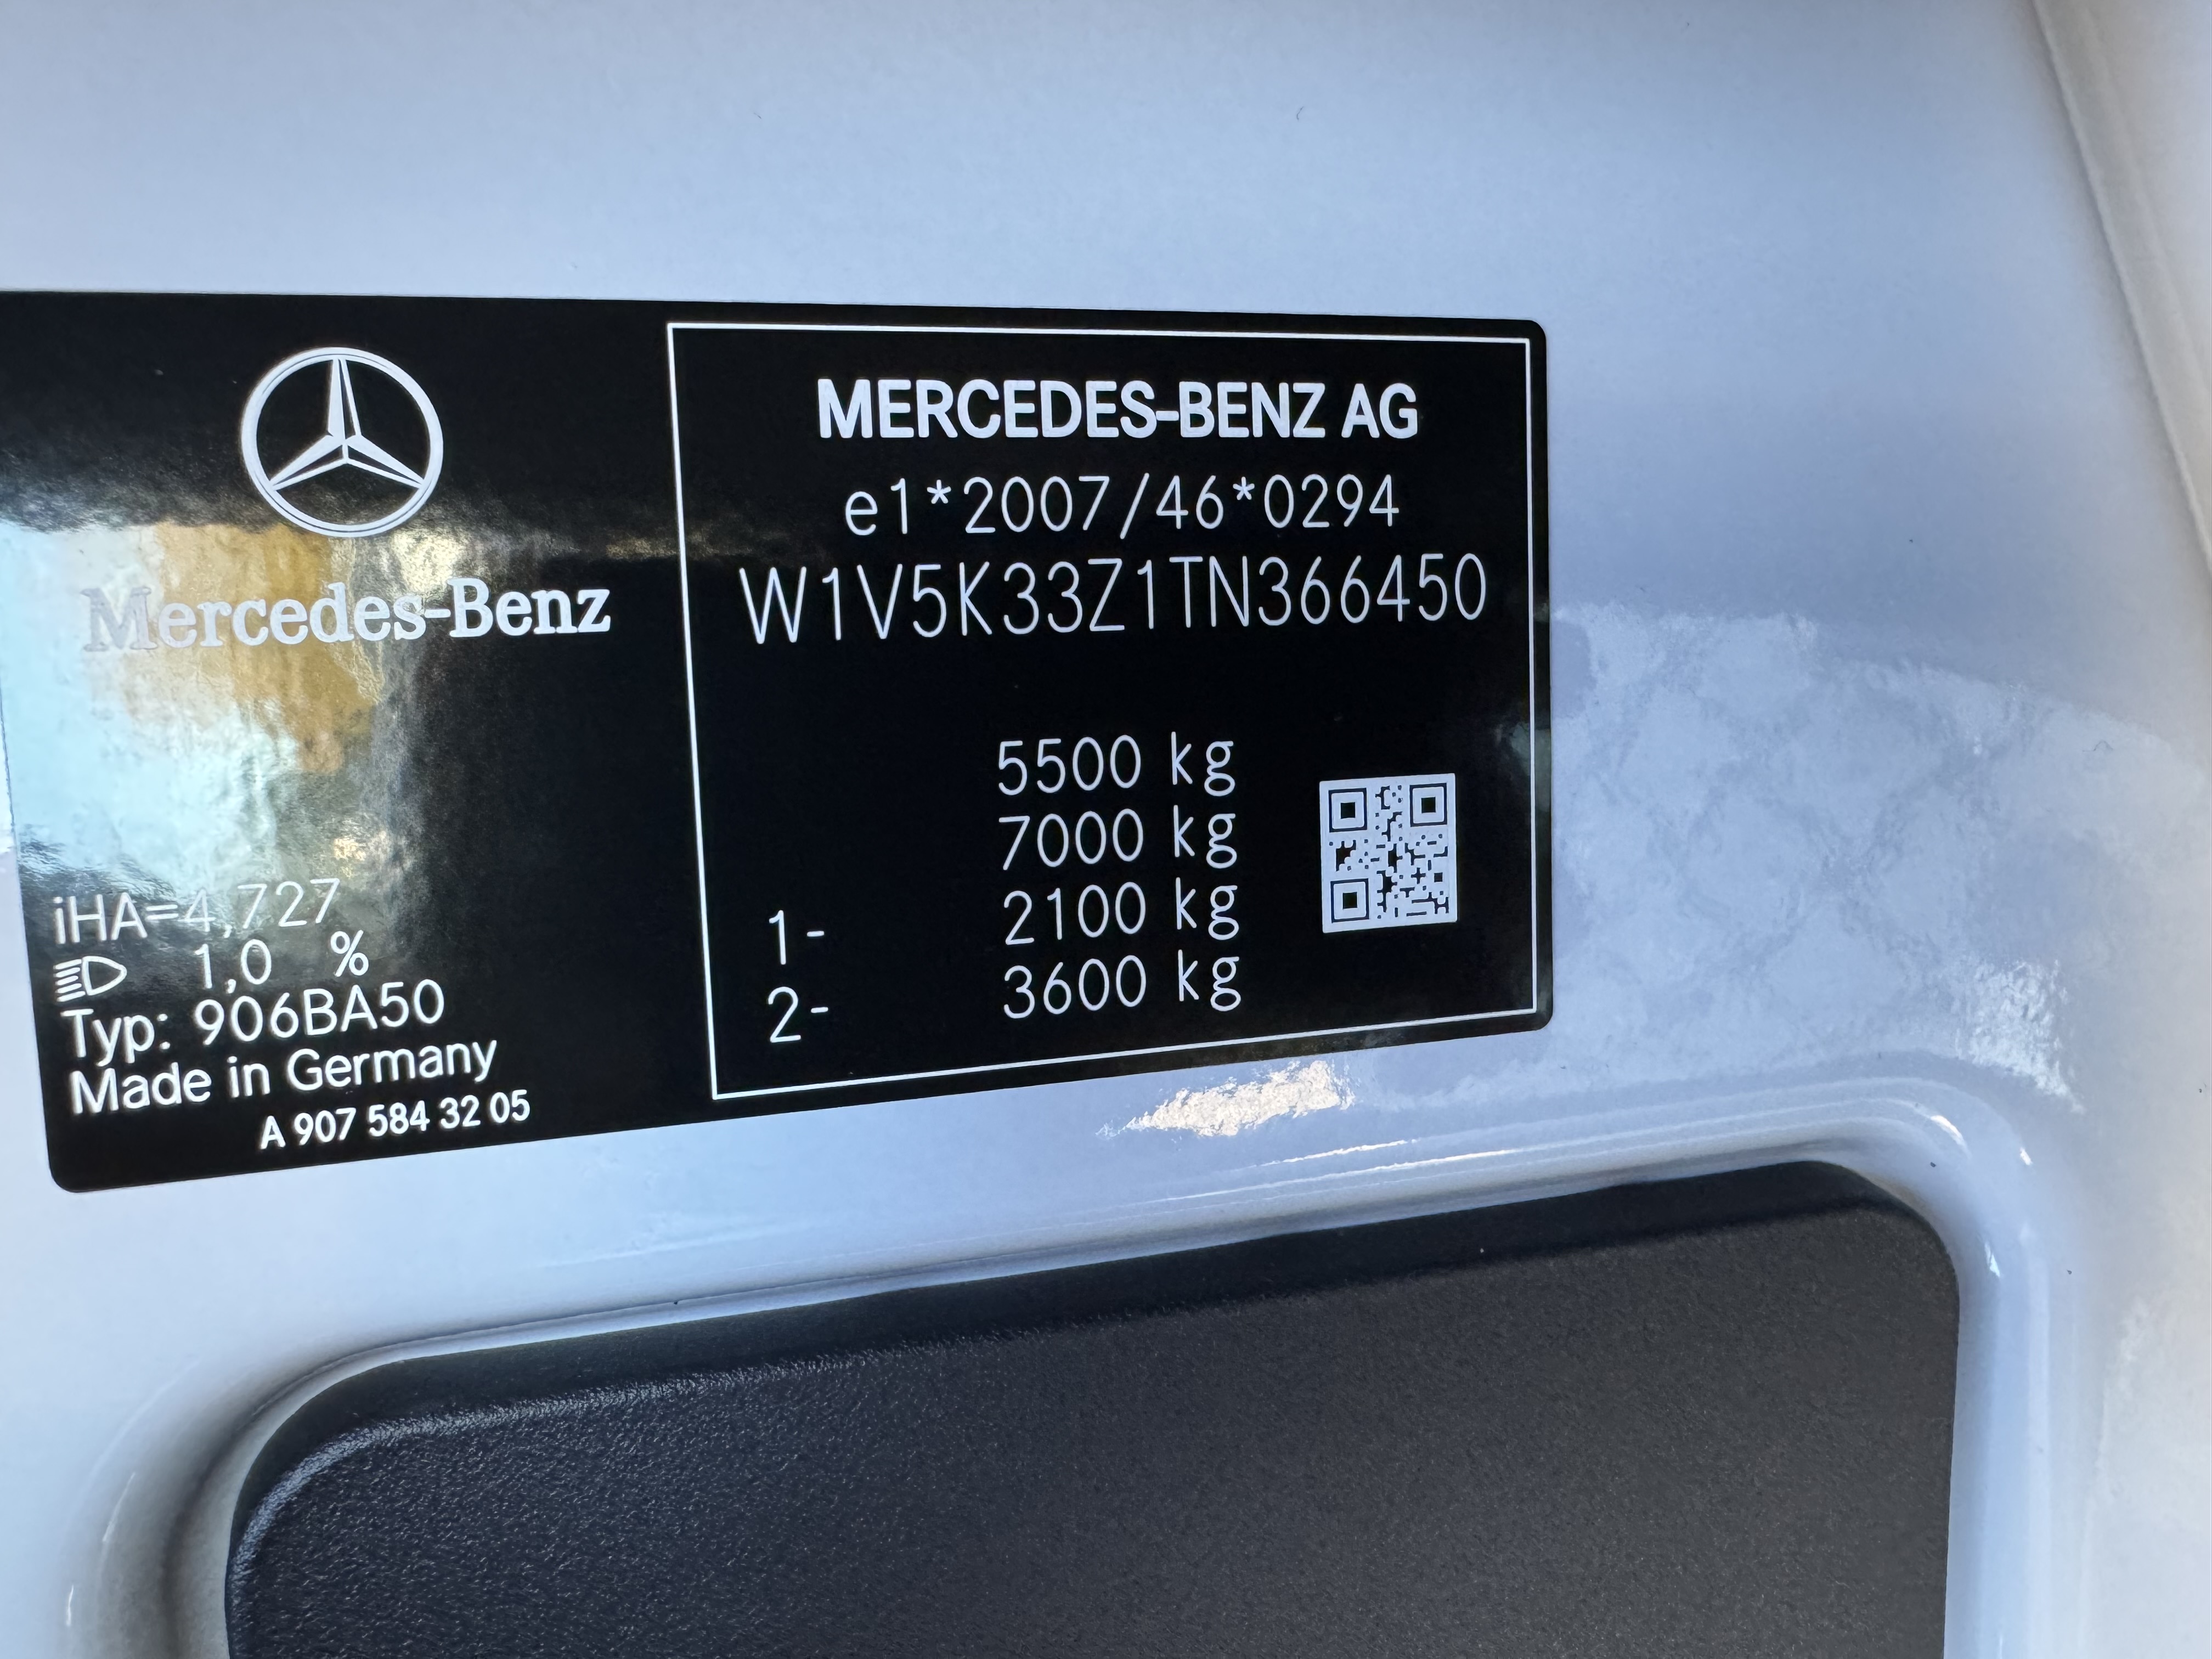 Mercedes-Benz
iHA=4,727
1,0 %
Typ: 906BA50
Made in Germany
A 907 584 32 05
MERCEDES-BENZ AG
e1*2007/46*0294
W1V5K33Z1TN366450
5500 kg
7000 kg
1- 2100 kg
2- 3600 kg